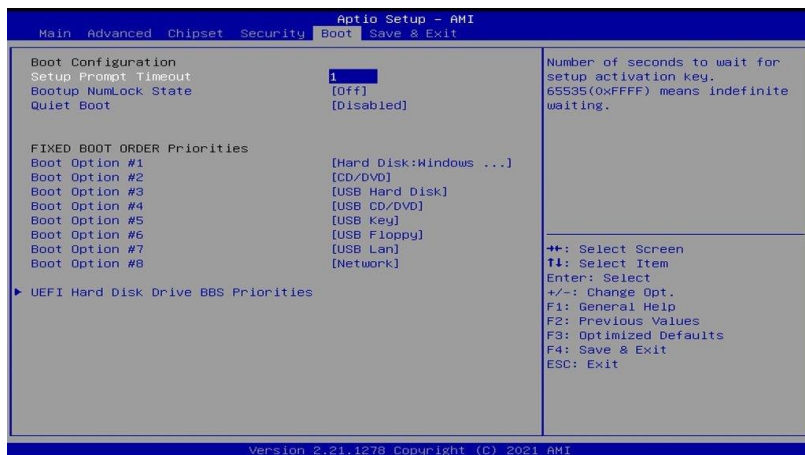 Aptio Setup – AMI
Main Advanced Chipset Security Boot Save & Exit
Boot Configuration
Setup Prompt Timeout 1
Bootup NumLock State [Off]
Quiet Boot [Disabled]
FIXED BOOT ORDER Priorities
Boot Option #1 [Hard Disk:Windows ...]
Boot Option #2 [CD/DVD]
Boot Option #3 [USB Hard Disk]
Boot Option #4 [USB CD/DVD]
Boot Option #5 [USB Key]
Boot Option #6 [USB Floppy]
Boot Option #7 [USB Lan]
Boot Option #8 [Network]
▶ UEFI Hard Disk Drive BBS Priorities
Number of seconds to wait for
setup activation key.
65535(0xFFFF) means indefinite
waiting.
→←: Select Screen
↑↓: Select Item
Enter: Select
+/-: Change Opt.
F1: General Help
F2: Previous Values
F3: Optimized Defaults
F4: Save & Exit
ESC: Exit
Version 2.21.1278 Copyright (C) 2021 AMI